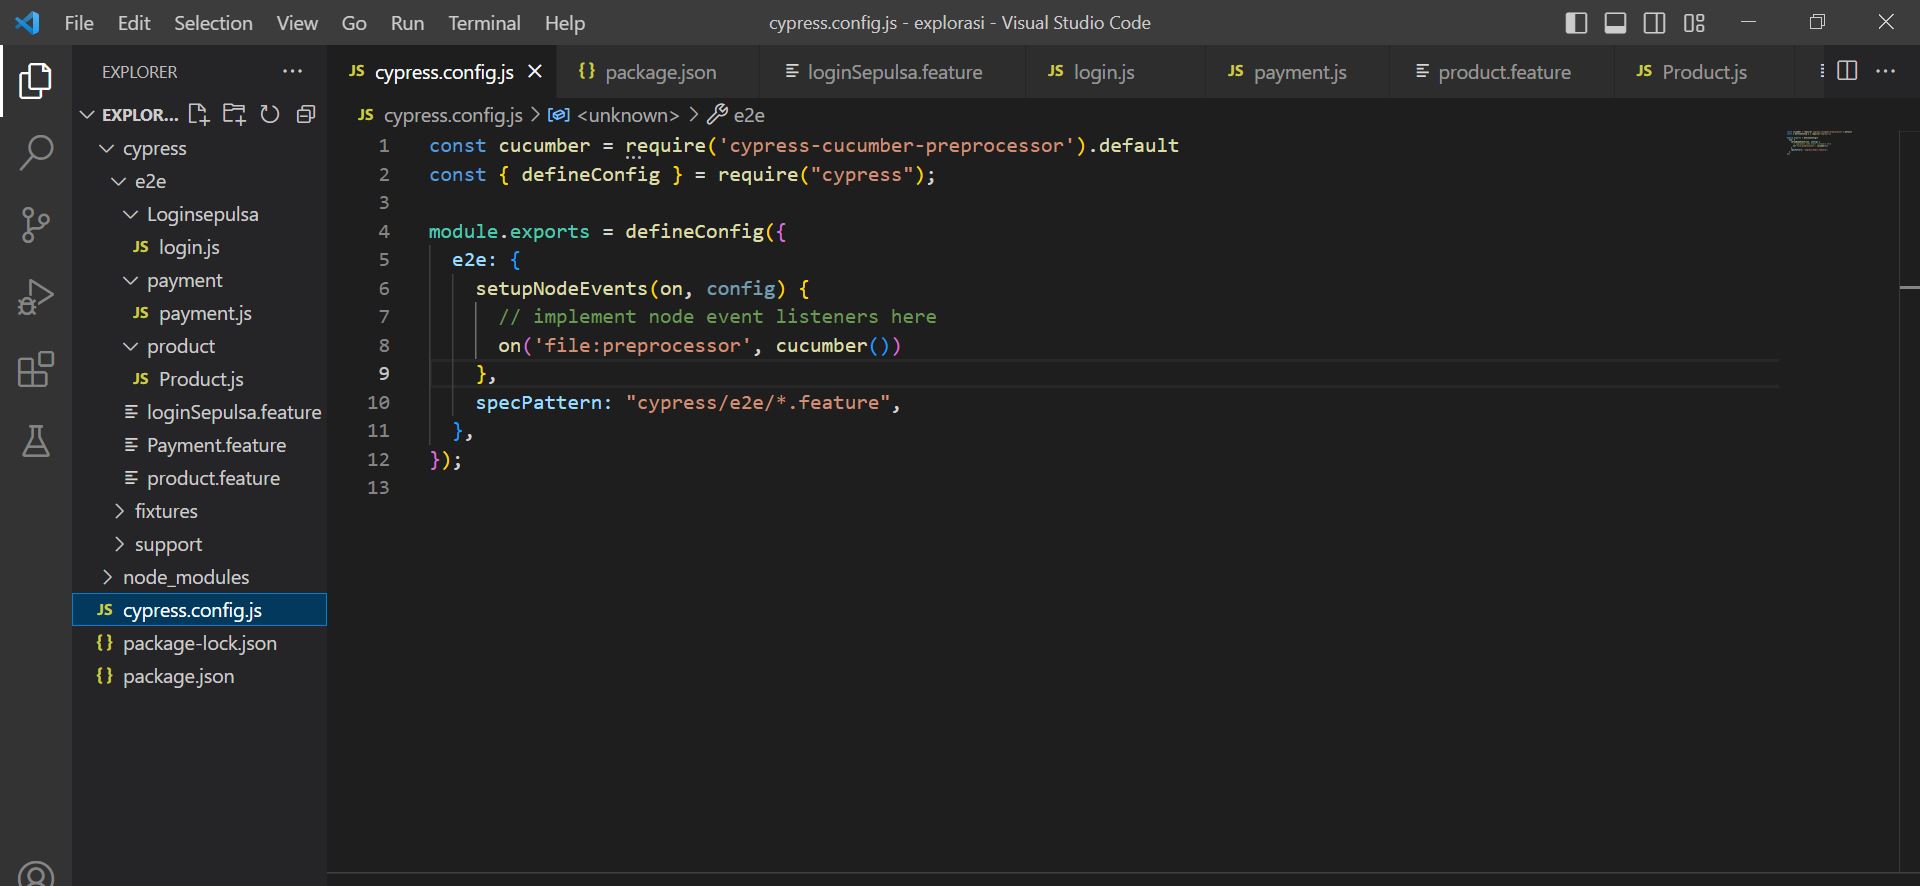 File Edit Selection View Go Run Terminal Help
cypress.config.js - explorasi - Visual Studio Code
EXPLORER
EXPLOR...
cypress
e2e
Loginsepulsa
JS login.js
payment
JS payment.js
product
JS Product.js
loginSepulsa.feature
Payment.feature
product.feature
fixtures
support
node_modules
JS cypress.config.js
{} package-lock.json
{} package.json
JS cypress.config.js {} package.json loginSepulsa.feature JS login.js JS payment.js product.feature JS Product.js
JS cypress.config.js > <unknown> > e2e
1 const cucumber = require('cypress-cucumber-preprocessor').default
2 const { defineConfig } = require("cypress");
3
4 module.exports = defineConfig({
5 e2e: {
6 setupNodeEvents(on, config) {
7 // implement node event listeners here
8 on('file:preprocessor', cucumber())
9 },
10 specPattern: "cypress/e2e/*.feature",
11 },
12 });
13